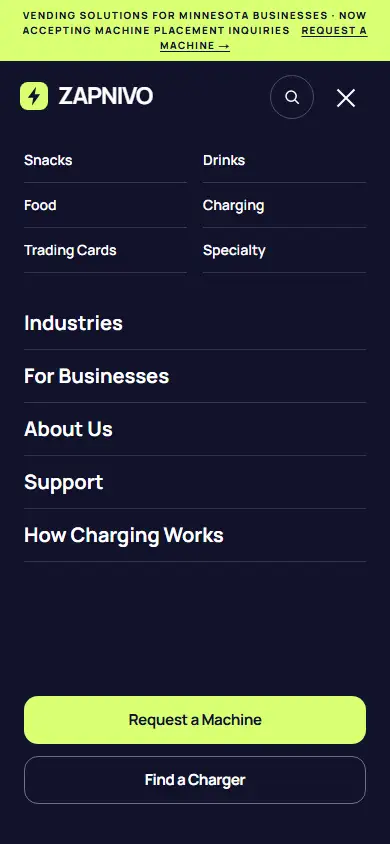 VENDING SOLUTIONS FOR MINNESOTA BUSINESSES · NOW
ACCEPTING MACHINE PLACEMENT INQUIRIES REQUEST A
MACHINE →
ZAPNIVO
Snacks
Drinks
Food
Charging
Trading Cards
Specialty
Industries
For Businesses
About Us
Support
How Charging Works
Request a Machine
Find a Charger